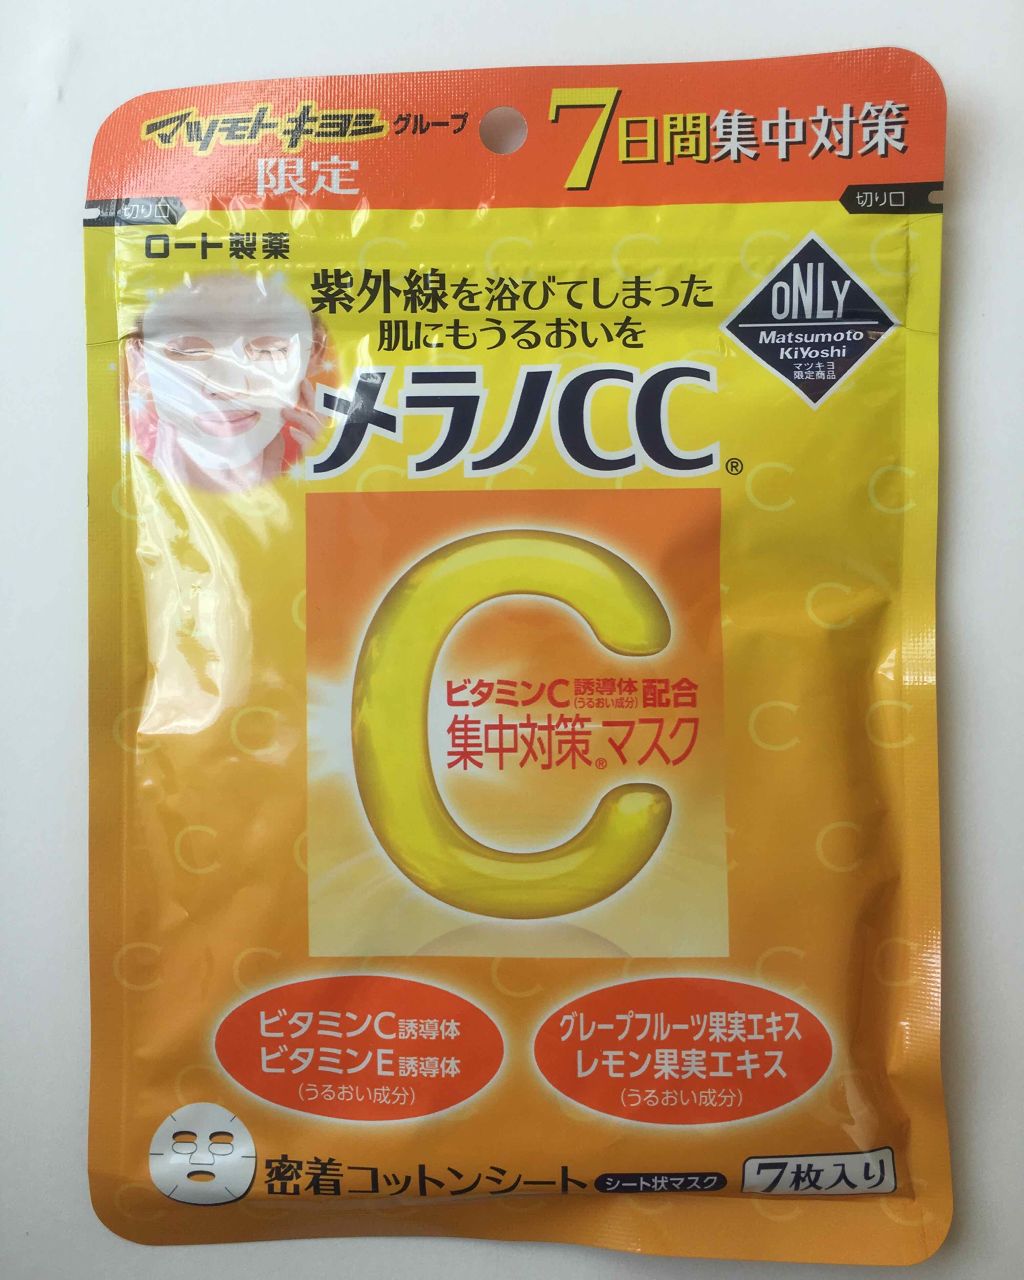 マツモトキヨシグループ
限定
7日間集中対策
切り口
切り口
ロート製薬
紫外線を浴びてしまった
肌にもうるおいを
ONLY
Matsumoto
KiYoshi
マツキヨ
限定商品
メラノCC®
C
ビタミンC誘導体(うるおい成分)配合
集中対策®マスク
ビタミンC誘導体
ビタミンE誘導体
(うるおい成分)
グレープフルーツ果実エキス
レモン果実エキス
(うるおい成分)
密着コットンシート シート状マスク 7枚入り